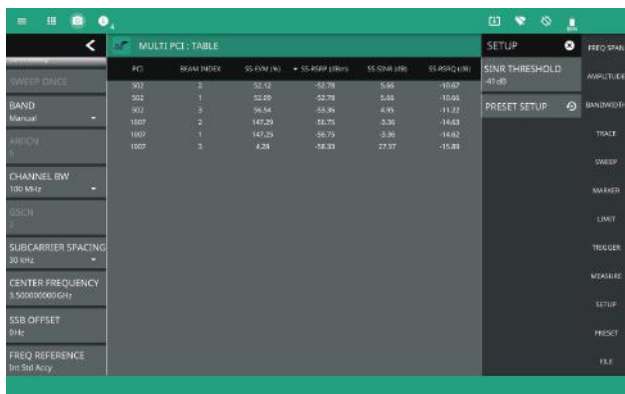 MULTI PCI : TABLE
SETUP
PCI BEAM INDEX SS-EVM (%) SS-RSRP (dBm) SS-SINR (dB) SS-RSRQ (dB)
502 2 52.12 -52.78 5.66 -10.67
502 1 52.09 -52.78 5.66 -10.66
502 3 56.54 -53.36 4.95 -11.22
1007 2 147.29 -56.75 -3.36 -14.63
1007 1 147.25 -56.75 -3.36 -14.62
1007 3 4.28 -58.33 27.37 -15.89
SWEEP ONCE
BAND
Manual
ARFCN
0
CHANNEL BW
100 MHz
GSCN
2
SUBCARRIER SPACING
30 kHz
CENTER FREQUENCY
3.500000000 GHz
SSB OFFSET
0 Hz
FREQ REFERENCE
Int Std Accy
SINR THRESHOLD
-41 dB
PRESET SETUP
FREQ SPAN
AMPLITUDE
BANDWIDTH
TRACE
SWEEP
MARKER
LIMIT
TRIGGER
MEASURE
SETUP
PRESET
FILE